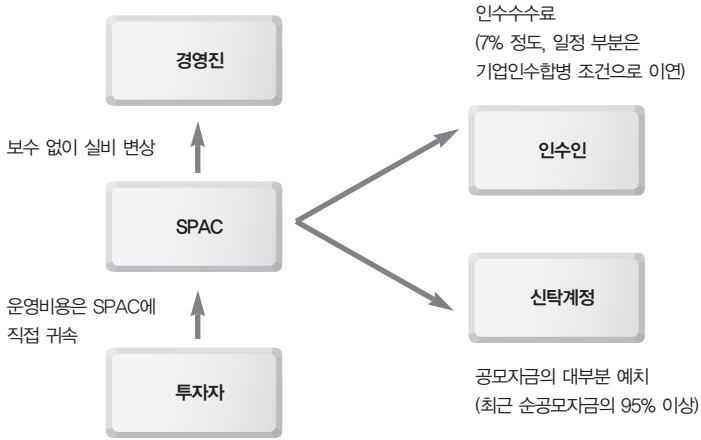 인수수수료
(7% 정도, 일정 부분은
기업인수합병 조건으로 이연)
경영진
보수 없이 실비 변상
인수인
SPAC
신탁계정
운영비용은 SPAC에
직접 귀속
투자자
공모자금의 대부분 예치
(최근 순공모자금의 95% 이상)